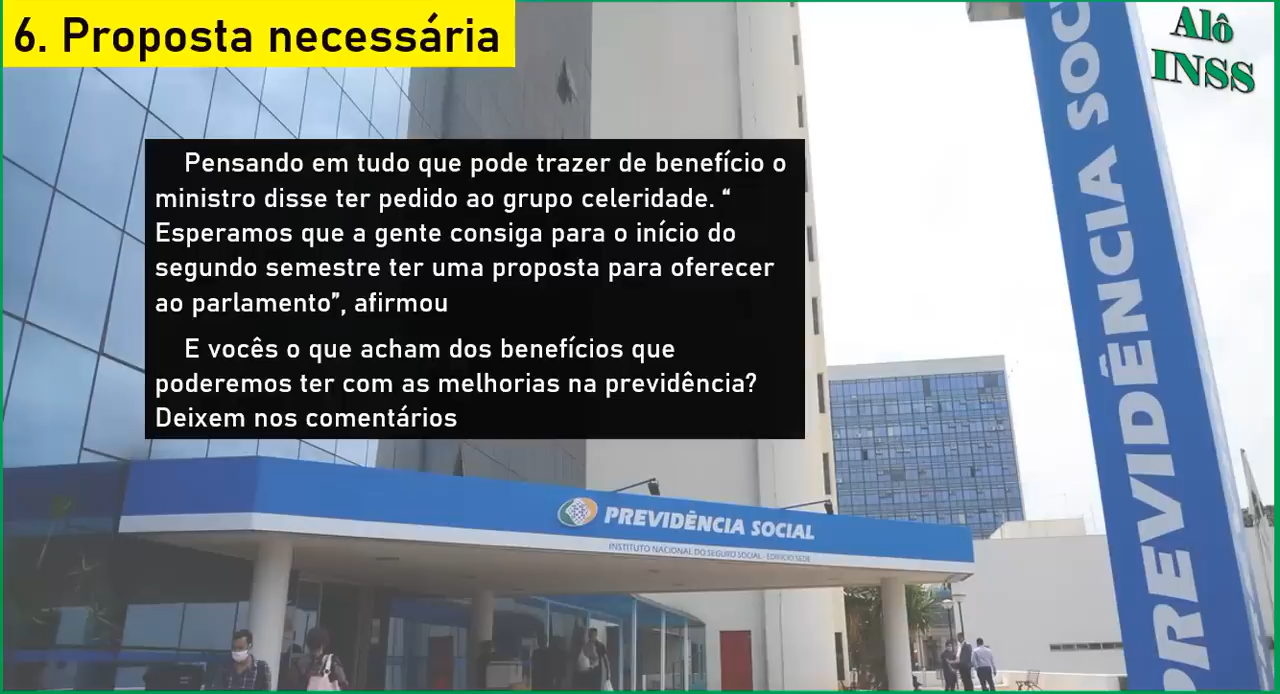 6. Proposta necessária
Alô
INSS
Pensando em tudo que pode trazer de benefício o
ministro disse ter pedido ao grupo celeridade. “
Esperamos que a gente consiga para o início do
segundo semestre ter uma proposta para oferecer
ao parlamento”, afirmou
E vocês o que acham dos benefícios que
poderemos ter com as melhorias na previdência?
Deixem nos comentários
PREVIDÊNCIA SOCIAL
INSTITUTO NACIONAL DO SEGURO SOCIAL - EDIFÍCIO SEDE
PREVIDÊNCIA SOC